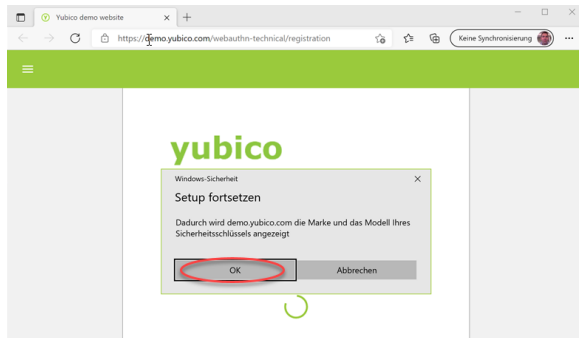 Yubico demo website
https://demo.yubico.com/webauthn-technical/registration
Keine Synchronisierung
yubico
Windows-Sicherheit
Setup fortsetzen
Dadurch wird demo.yubico.com die Marke und das Modell Ihres
Sicherheitsschlüssels angezeigt
OK
Abbrechen